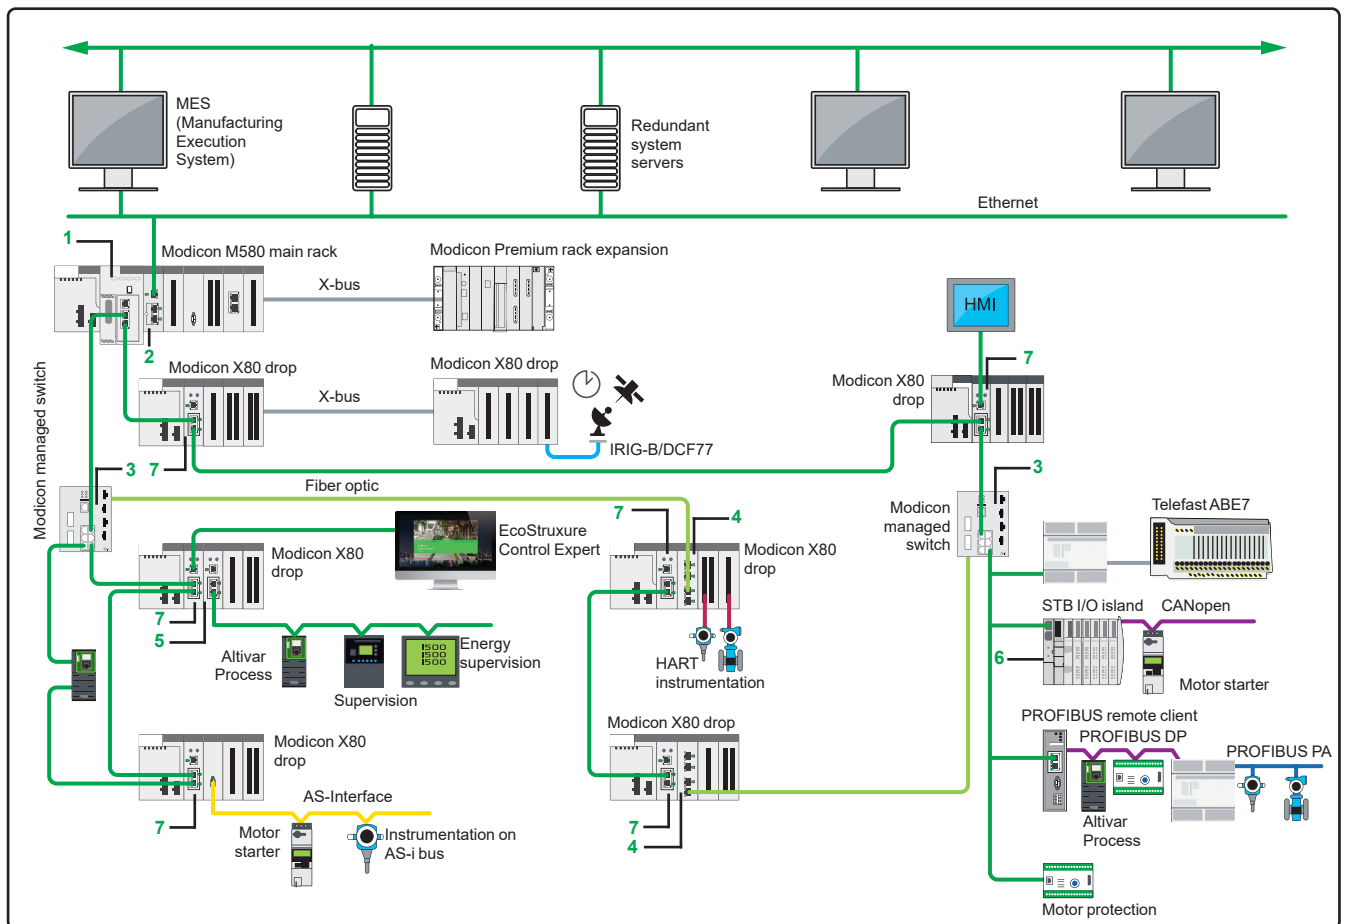 MES
(Manufacturing
Execution
System)
Redundant
system
servers
Ethernet
1
Modicon M580 main rack
Modicon Premium rack expansion
X-bus
HMI
2
Modicon X80 drop
Modicon X80 drop
7
Modicon X80
drop
X-bus
IRIG-B/DCF77
Modicon managed switch
3
7
3
Fiber optic
Modicon
managed
switch
Telefast ABE7
7
4
EcoStruxure
Control Expert
Modicon X80
drop
Modicon X80
drop
7
5
STB I/O island
CANopen
Altivar
Process
Supervision
1500
1500
1500
Energy
supervision
HART
instrumentation
6
Motor starter
Modicon X80 drop
PROFIBUS remote client
PROFIBUS DP
PROFIBUS PA
Modicon X80
drop
AS-Interface
7
7
4
Motor
starter
Instrumentation on
AS-i bus
Altivar
Process
Motor protection